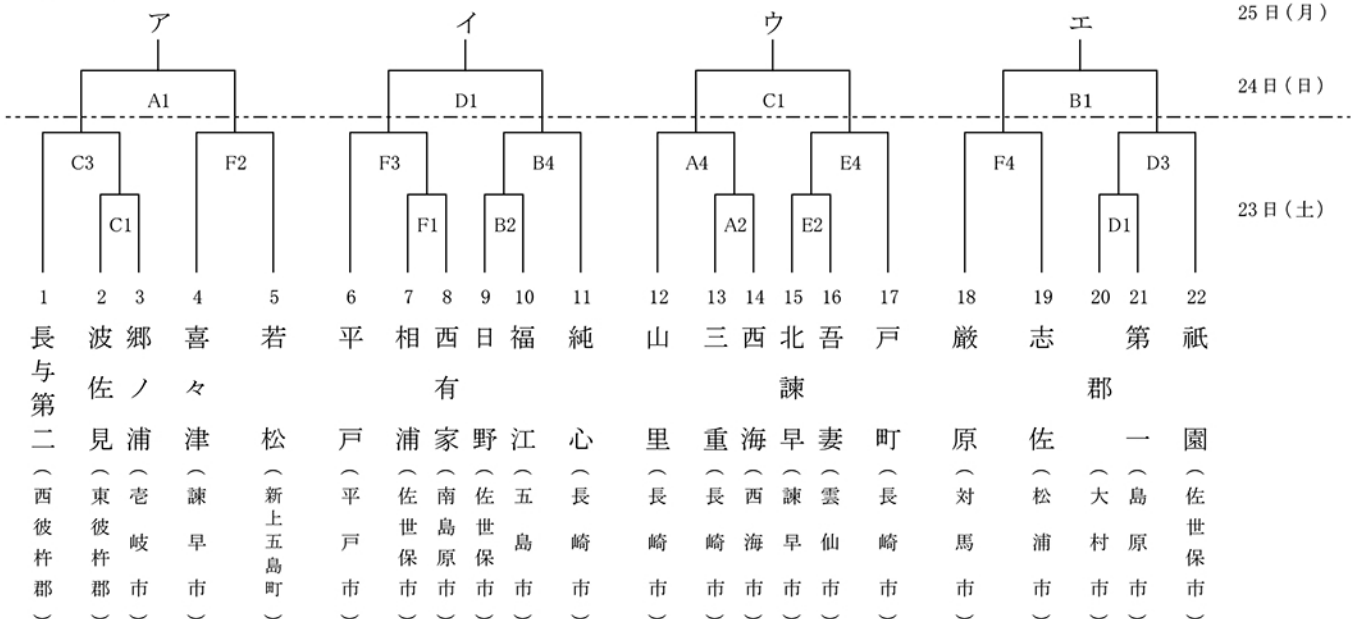 ア イ ウ エ 25日(月)
A1 D1 C1 B1 24日(日)
C3 F2 F3 B4 A4 E4 F4 D3
C1 F1 B2 A2 E2 D1 23日(土)
1 2 3 4 5 6 7 8 9 10 11 12 13 14 15 16 17 18 19 20 21 22
長与第二(西彼杵郡)
波佐見(東彼杵郡)
郷ノ浦(壱岐市)
喜々津(諫早市)
若松(新上五島町)
平戸(平戸市)
相浦(佐世保市)
西有家(南島原市)
日野(佐世保市)
福江(五島市)
純心(長崎市)
山里(長崎市)
三重(長崎市)
西海(西海市)
北諫早(諫早市)
吾妻(雲仙市)
戸町(長崎市)
厳原(対馬市)
志佐(松浦市)
郡(大村市)
第一(島原市)
祇園(佐世保市)